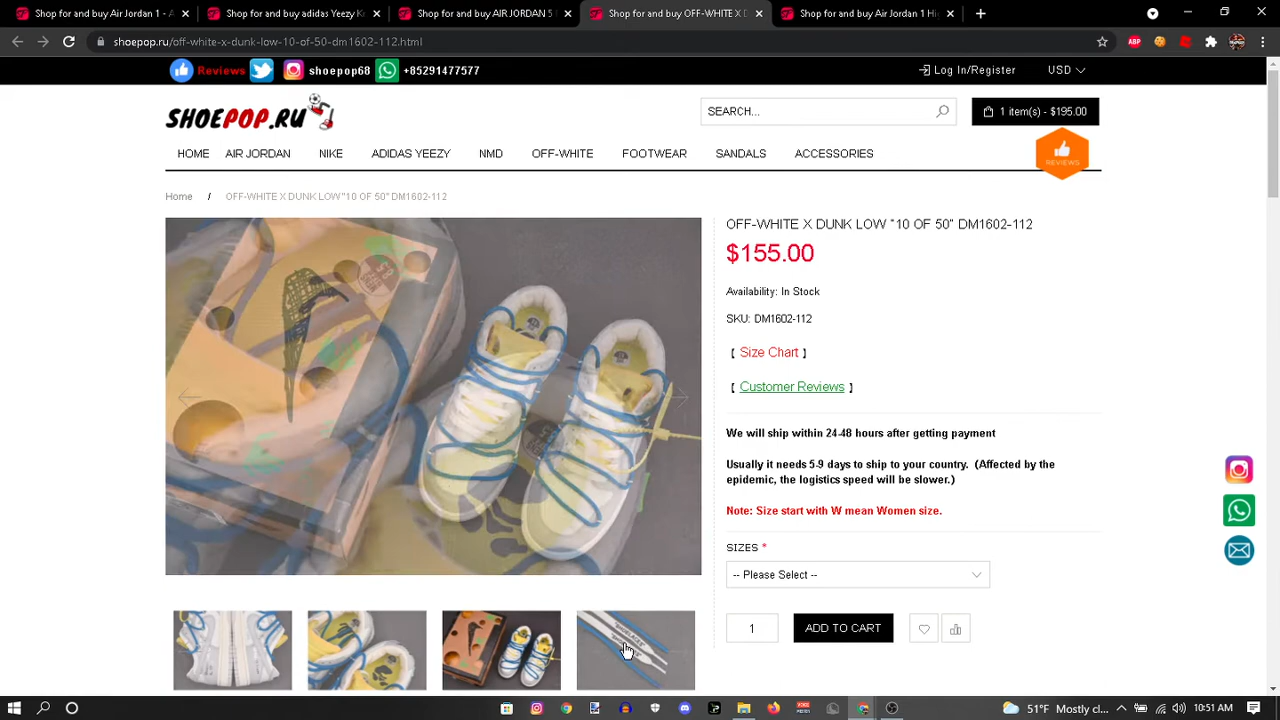 Shop and buy Air Jordan 1 - A
Shop and buy adidas Yeezy K
Shop and buy AIR JORDAN 5
Shop and buy OFF-WHITE X D
Shop and buy Air Jordan 1 Hi
shoepop.ru/off-white-x-dunk-low-10-of-50-dm1602-112.html
ABP
Reviews shoepop68 +85291477577
Log In/Register USD
SHOEPOP.RU
SEARCH...
1 item(s) - $195.00
HOME AIR JORDAN NIKE ADIDAS YEEZY NMD OFF-WHITE FOOTWEAR SANDALS ACCESSORIES
REVIEWS
Home / OFF-WHITE X DUNK LOW "10 OF 50" DM1602-112
OFF-WHITE X DUNK LOW "10 OF 50" DM1602-112
$155.00
Availability: In Stock
SKU: DM1602-112
【 Size Chart 】
【 Customer Reviews 】
We will ship within 24-48 hours after getting payment
Usually it needs 5-9 days to ship to your country. (Affected by the
epidemic, the logistics speed will be slower.)
Note: Size start with W mean Women size.
SIZES *
-- Please Select --
1
ADD TO CART
"SHOELACES"
51°F Mostly cl...
10:51 AM